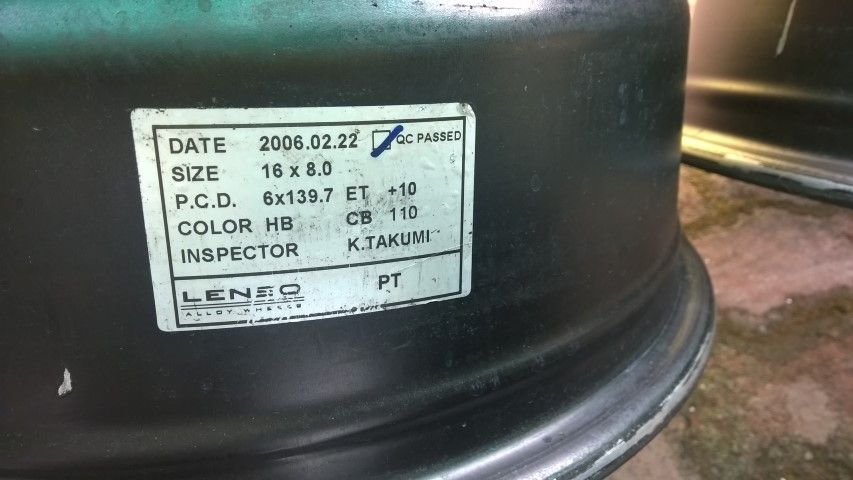 DATE 2006.02.22 QC PASSED
SIZE 16 x 8.0
P.C.D. 6x139.7 ET +10
COLOR HB CB 110
INSPECTOR K.TAKUMI
LENSO PT
ALLOY WHEELS